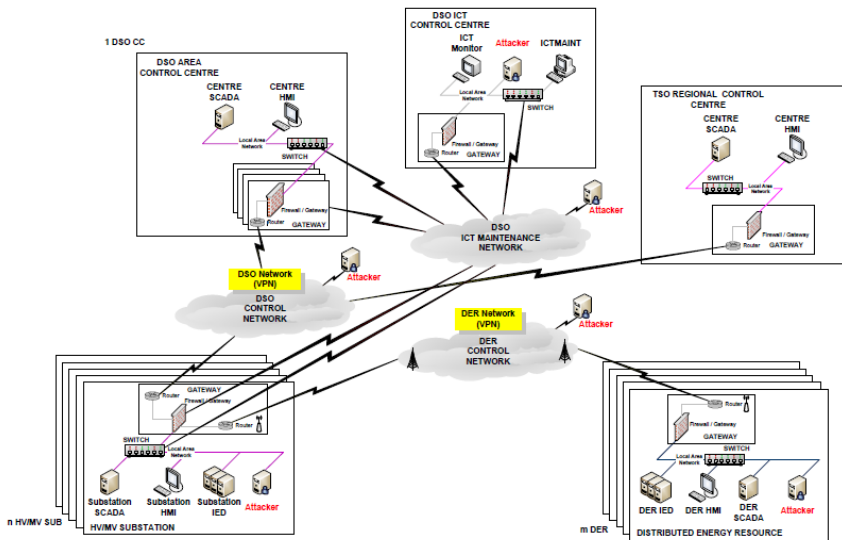 1 DSO CC
DSO AREA
CONTROL CENTRE
CENTRE
SCADA
CENTRE
HMI
Local Area
Network
SWITCH
Firewall / Gateway
Router
GATEWAY
DSO ICT
CONTROL CENTRE
ICT
Monitor
Attacker
ICTMAINT
Local Area
Network
SWITCH
Firewall / Gateway
Router
GATEWAY
TSO REGIONAL CONTROL
CENTRE
CENTRE
SCADA
CENTRE
HMI
SWITCH
Local Area
Network
Firewall / Gateway
Router
GATEWAY
Attacker
DSO
ICT MAINTENANCE
NETWORK
DSO Network
(VPN)
Attacker
DSO
CONTROL
NETWORK
DER Network
(VPN)
Attacker
DER
CONTROL
NETWORK
GATEWAY
Router
Firewall / Gateway
Router
SWITCH
Local Area
Network
Substation
SCADA
Substation
HMI
Substation
IED
Attacker
n HV/MV SUB
HV/MV SUBSTATION
Router
Firewall / Gateway
GATEWAY
SWITCH
Local Area
Network
DER IED
DER HMI
DER
SCADA
Attacker
m DER
DISTRIBUTED ENERGY RESOURCE